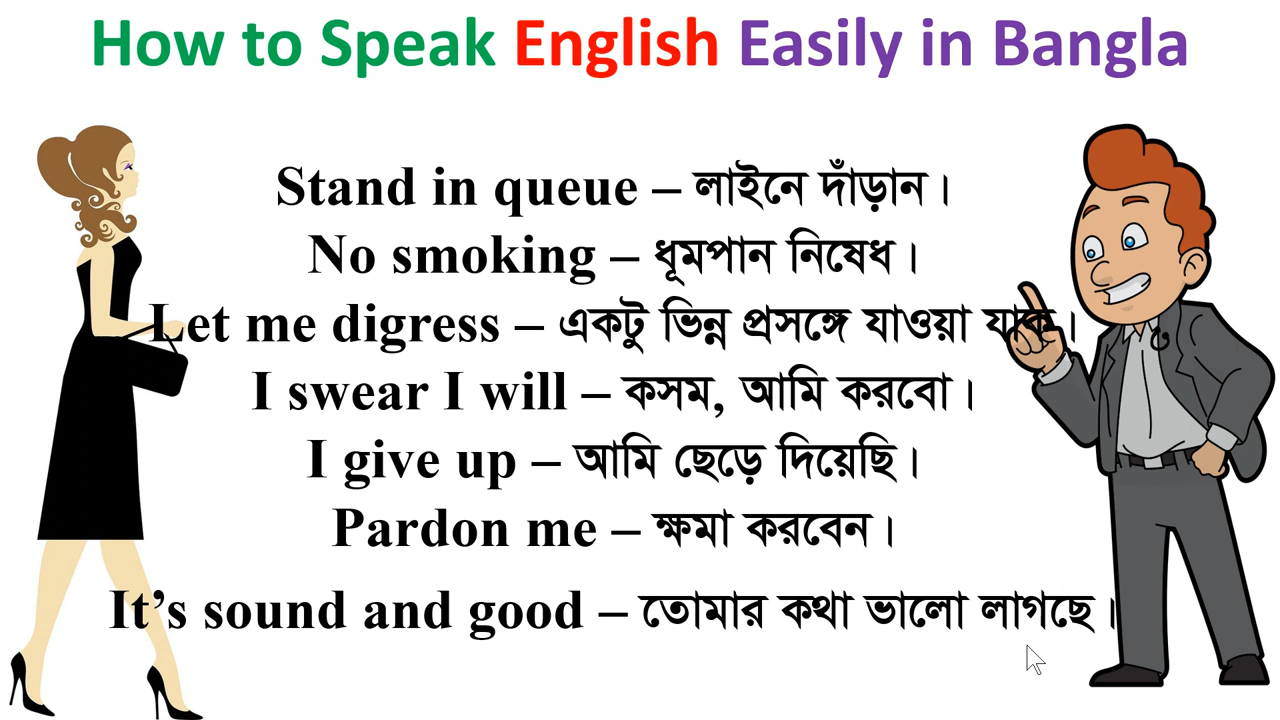 How to Speak English Easily in Bangla
Stand in queue – লাইনে দাঁড়ান।
No smoking – ধূমপান নিষেধ।
Let me digress – একটু ভিন্ন প্রসঙ্গে যাওয়া যাক।
I swear I will – কসম, আমি করবো।
I give up – আমি ছেড়ে দিয়েছি।
Pardon me – ক্ষমা করবেন।
It’s sound and good – তোমার কথা ভালো লাগছে।